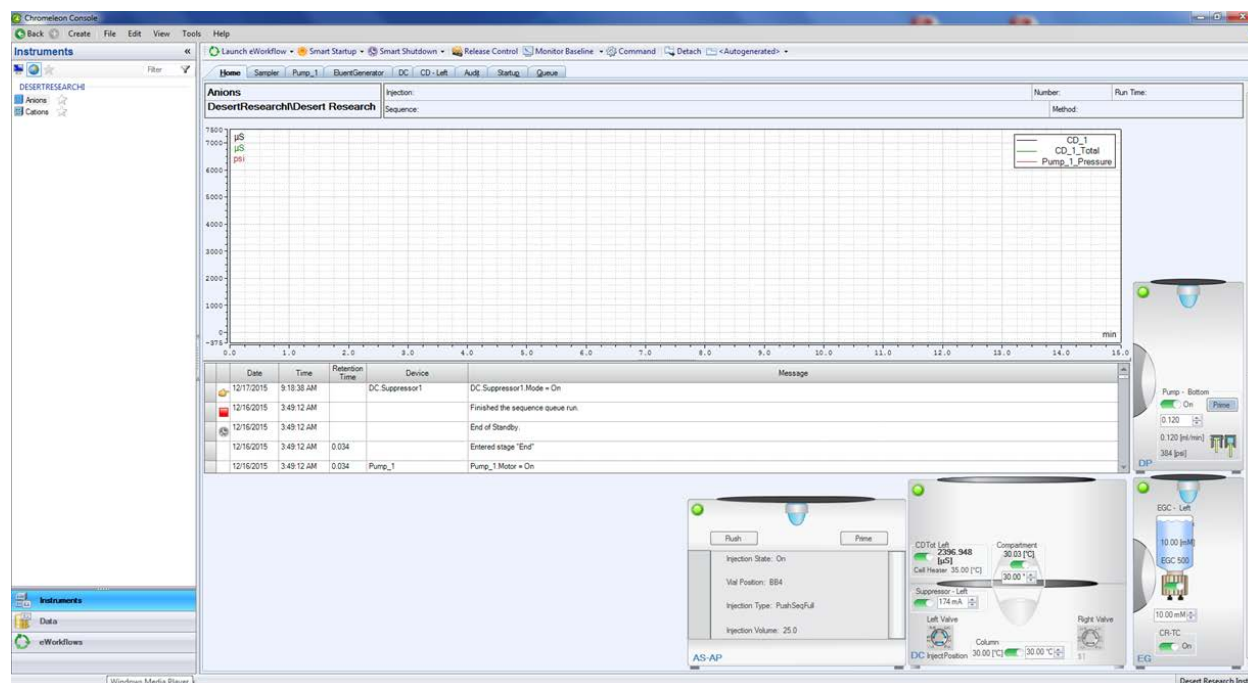 Chromeleon Console
Back Create File Edit View Tools Help
Instruments «
Launch eWorkflow Smart Startup Smart Shutdown Release Control Monitor Baseline Command Detach <Autogenerated>
Filter
Home Sampler Pump_1 EluentGenerator DC CD - Left Audit Startup Queue
DESERTRESEARCHI
Anions
Cations
Anions
DesertResearchI\Desert Research
Injection:
Number:
Run Time:
Sequence:
Method:
7500
7000
6000
5000
4000
3000
2000
1000
0
-375
µS
µS
psi
CD_1
CD_1_Total
Pump_1_Pressure
min
0.0 1.0 2.0 3.0 4.0 5.0 6.0 7.0 8.0 9.0 10.0 11.0 12.0 13.0 14.0 15.0
Date Time Retention Time Device Message
12/17/2015 9:18:38 AM DC.Suppressor1 DC.Suppressor1.Mode = On
12/16/2015 3:49:12 AM Finished the sequence queue run.
12/16/2015 3:49:12 AM End of Standby.
12/16/2015 3:49:12 AM 0.034 Entered stage "End"
12/16/2015 3:49:12 AM 0.034 Pump_1 Pump_1.Motor = On
Pump - Bottom
On Prime
0.120
0.120 [ml/min]
384 [psi]
DP
Flush Prime
Injection State: On
Vial Position: BB4
Injection Type: PushSeqFull
Injection Volume: 25.0
AS-AP
CDTot Left
2396.948
[µS]
Cell Heater 35.00 [°C]
Compartment
30.03 [°C]
30.00 °
Suppressor - Left
174 mA
Left Valve
Right Valve
Column
DC InjectPosition 30.00 [°C] 30.00 °C
EGC - Left
10.00 [mM]
EGC 500
10.00 mM
CR-TC
On
EG
Instruments
Data
eWorkflows
Windows Media Player
Desert Research Inst